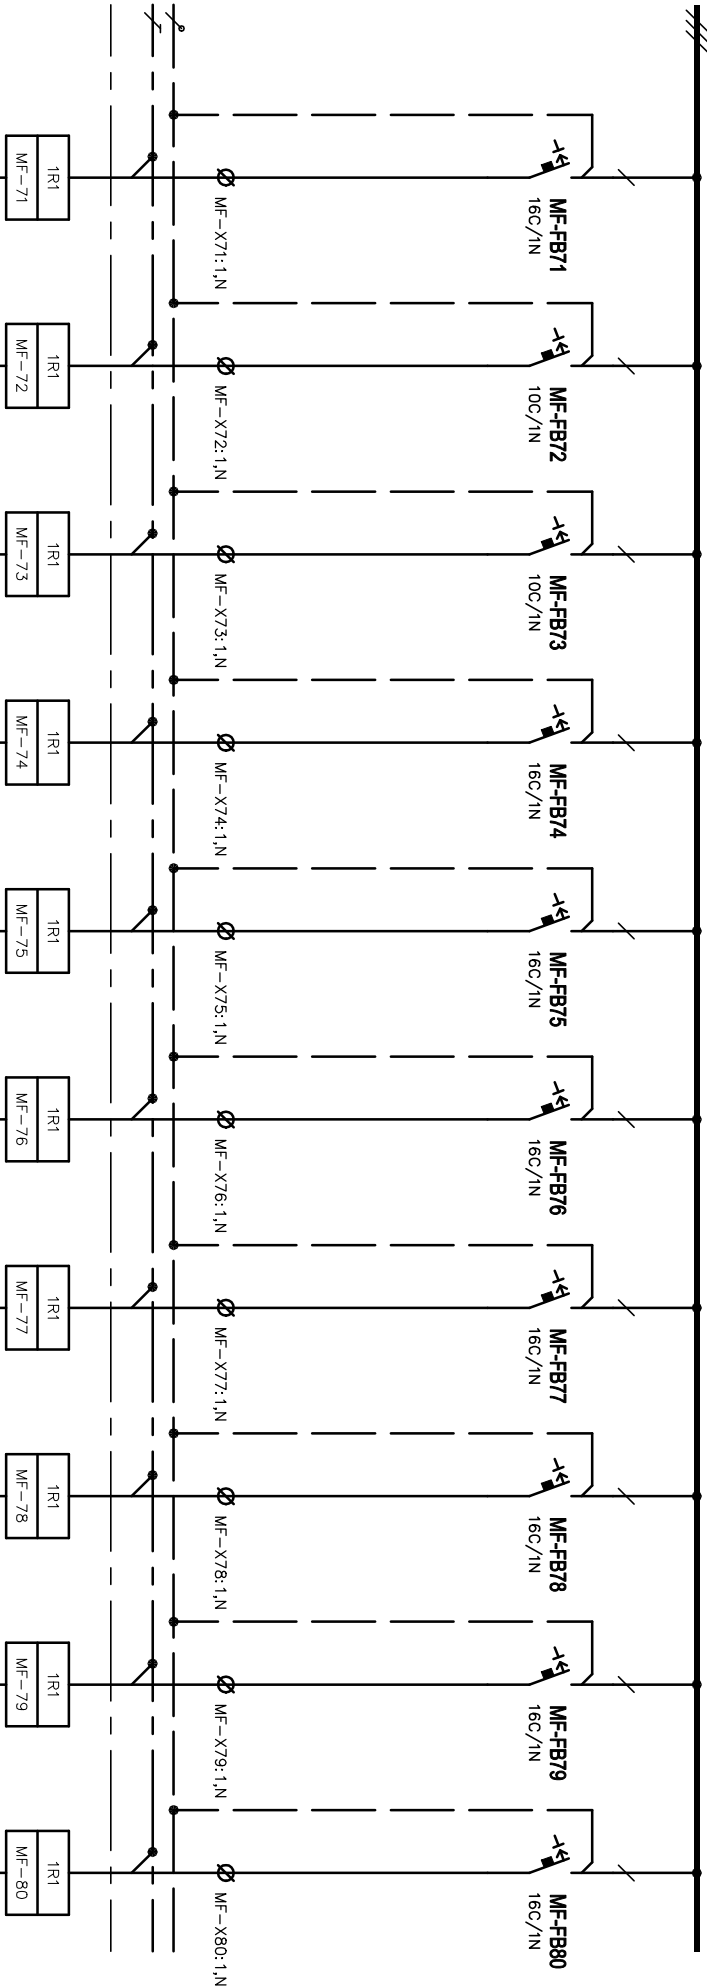 MF-FB71
16C/1N
MF-X71:1,N
1R1
MF-71
MF-FB72
10C/1N
MF-X72:1,N
1R1
MF-72
MF-FB73
10C/1N
MF-X73:1,N
1R1
MF-73
MF-FB74
16C/1N
MF-X74:1,N
1R1
MF-74
MF-FB75
16C/1N
MF-X75:1,N
1R1
MF-75
MF-FB76
16C/1N
MF-X76:1,N
1R1
MF-76
MF-FB77
16C/1N
MF-X77:1,N
1R1
MF-77
MF-FB78
16C/1N
MF-X78:1,N
1R1
MF-78
MF-FB79
16C/1N
MF-X79:1,N
1R1
MF-79
MF-FB80
16C/1N
MF-X80:1,N
1R1
MF-80